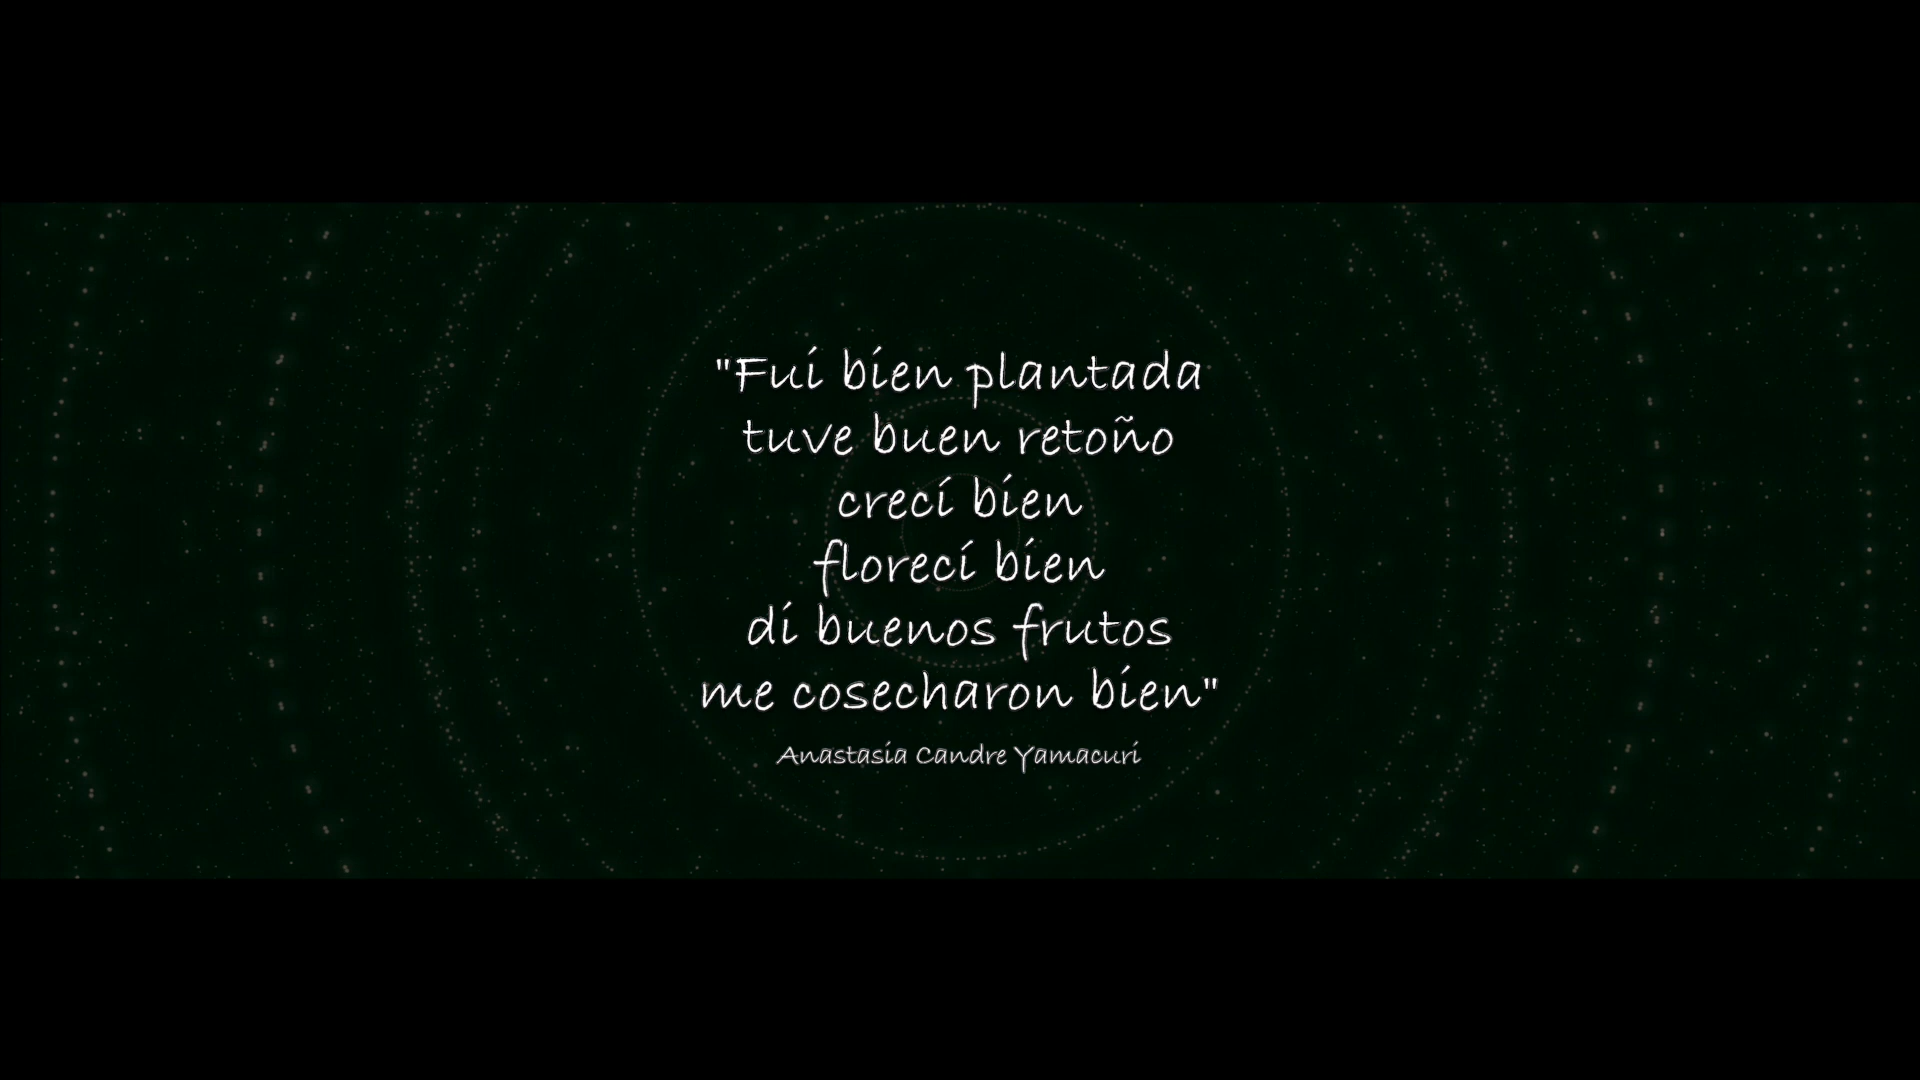 "Fui bien plantada
tuve buen retoño
crecí bien
florecí bien
di buenos frutos
me cosecharon bien"
Anastasia Candre Yamacuri